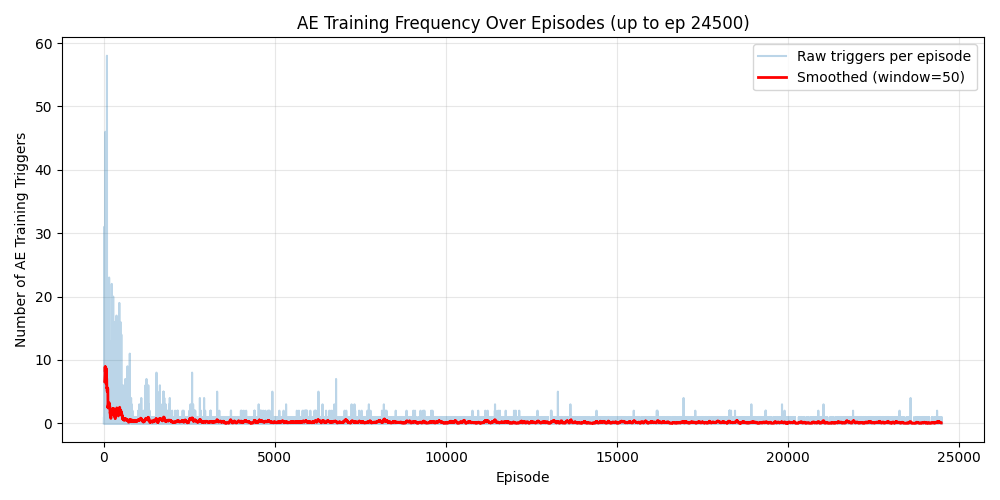 AE Training Frequency Over Episodes (up to ep 24500)
Raw triggers per episode
Smoothed (window=50)
Number of AE Training Triggers
60
50
40
30
20
10
0
0 5000 10000 15000 20000 25000
Episode